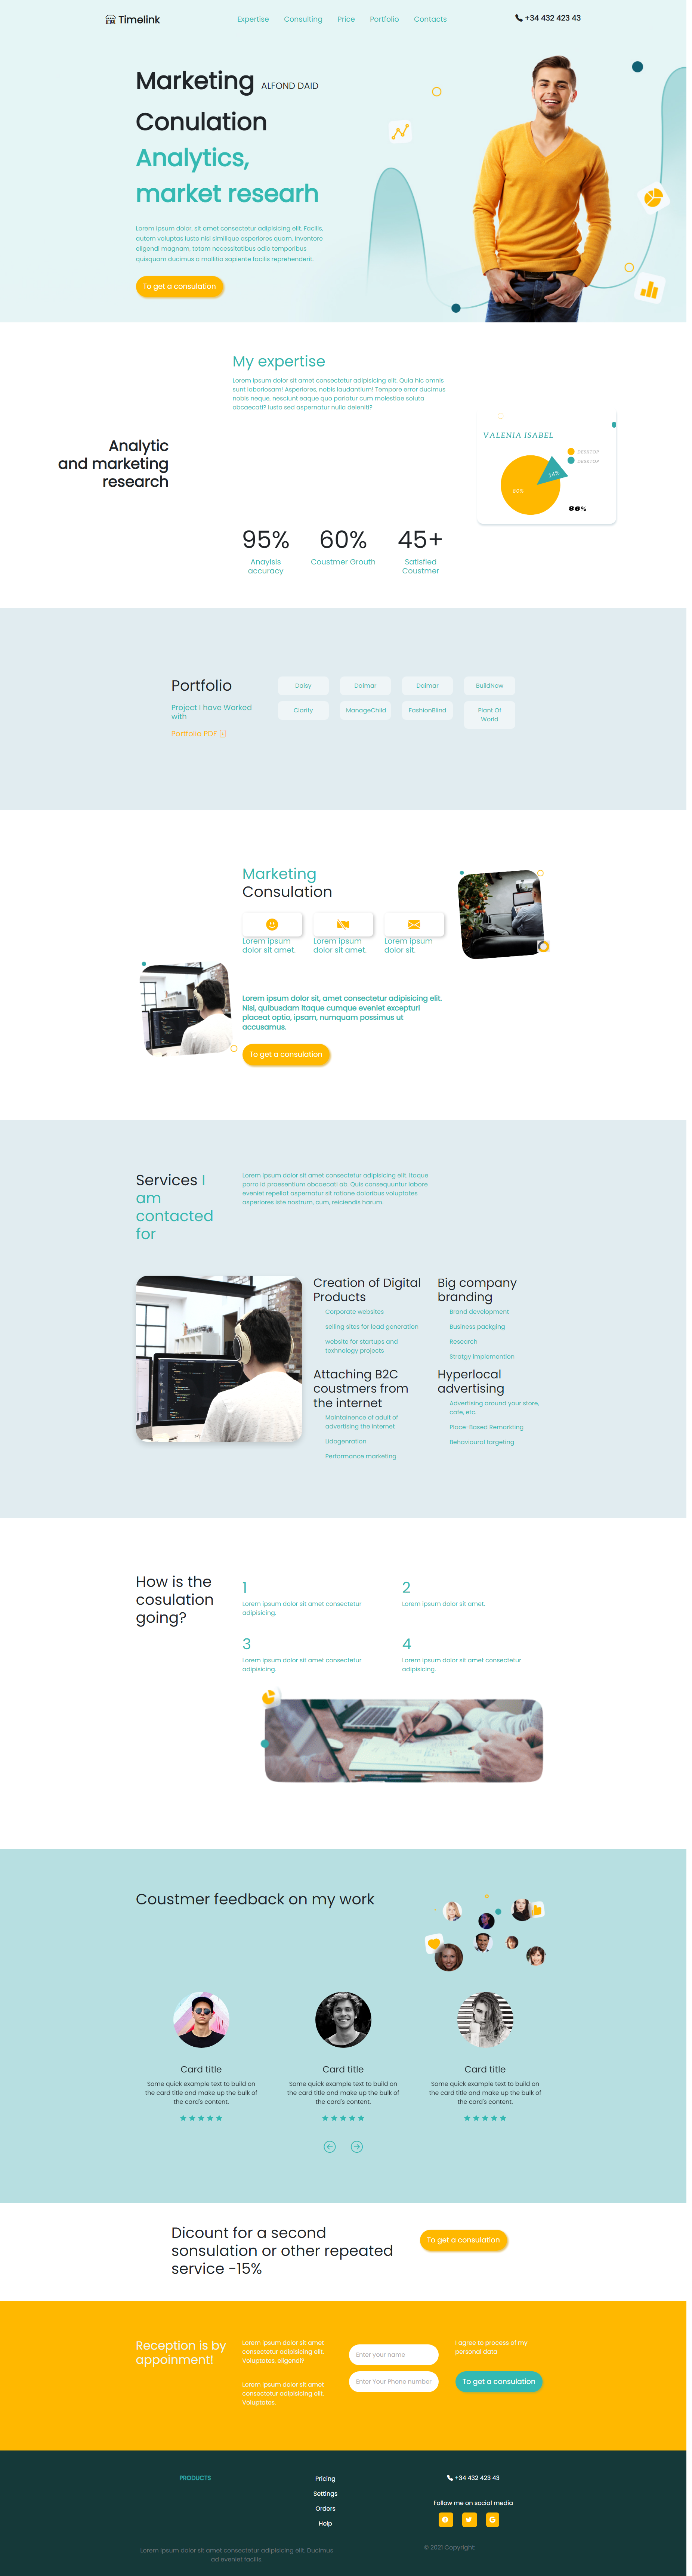 Timelink
Expertise Consulting Price Portfolio Contacts
+34 432 423 43
Marketing ALFOND DAID
Conulation
Analytics,
market researh
Lorem ipsum dolor, sit amet consectetur adipisicing elit. Facilis,
autem voluptas iusto nisi similique asperiores quam. Inventore
eligendi magnam, totam necessitatibus odio temporibus
quisquam ducimus a mollitia sapiente facilis reprehenderit.
To get a consulation
My expertise
Lorem ipsum dolor sit amet consectetur adipisicing elit. Quia hic omnis
sunt laboriosam! Asperiores, nobis laudantium! Tempore error ducimus
nobis neque, nesciunt eaque quo pariatur cum molestiae soluta
obcaecati? Iusto sed aspernatur nulla deleniti?
Analytic
and marketing
research
VALENIA ISABEL
DESKTOP
DESKTOP
14%
86%
95% 60% 45+
Anaylsis
accuracy
Coustmer Grouth
Satisfied
Coustmer
Portfolio
Project I have Worked
with
Portfolio PDF
Daisy Dalmar Dalmar BuildNow
Clarity ManageChild FashionBlind Plant Of
World
Marketing
Consulation
Lorem ipsum
dolor sit amet.
Lorem ipsum
dolor sit amet.
Lorem ipsum
dolor sit.
Lorem ipsum dolor sit, amet consectetur adipisicing elit.
Nisi, quibusdam itaque cumque eveniet excepturi
placeat optio, ipsam, numquam possimus ut
accusamus.
To get a consulation
Services I
am
contacted
for
Lorem ipsum dolor sit amet consectetur adipisicing elit. Itaque
porro id praesentium obcaecati ab. Quis consequuntur labore
eveniet repellat aspernatur sit ratione doloribus voluptates
asperiores iste nostrum, cum, reiciendis harum.
Creation of Digital
Products
Corporate websites
selling sites for lead generation
website for startups and
texhnology projects
Big company
branding
Brand development
Business packging
Research
Stratgy Implemention
Attaching B2C
coustmers from
the internet
Maintainence of adult of
advertising the Internet
Lidogenration
Performance marketing
Hyperlocal
advertising
Advertising around your store,
cafe, etc.
Place-Based Remarkting
Behavioural targeting
How is the
cosulation
going?
1
Lorem ipsum dolor sit amet consectetur
adipisicing.
2
Lorem ipsum dolor sit amet.
3
Lorem ipsum dolor sit amet consectetur
adipisicing.
4
Lorem ipsum dolor sit amet consectetur
adipisicing.
Coustmer feedback on my work
Card title
Some quick example text to build on
the card title and make up the bulk of
the card's content.
Card title
Some quick example text to build on
the card title and make up the bulk of
the card's content.
Card title
Some quick example text to build on
the card title and make up the bulk of
the card's content.
Dicount for a second
sonsulation or other repeated
service -15%
To get a consulation
Reception is by
appoinment!
Lorem ipsum dolor sit amet
consectetur adipisicing elit.
Voluptates, eligendi?
Lorem ipsum dolor sit amet
consectetur adipisicing elit.
Voluptates.
Enter your name
Enter Your Phone number
I agree to process of my
personal data
To get a consulation
PRODUCTS
Pricing
Settings
Orders
Help
+34 432 423 43
Follow me on social media
Lorem ipsum dolor sit amet consectetur adipisicing elit. Ducimus
ad eveniet facilis.
© 2021 Copyright: